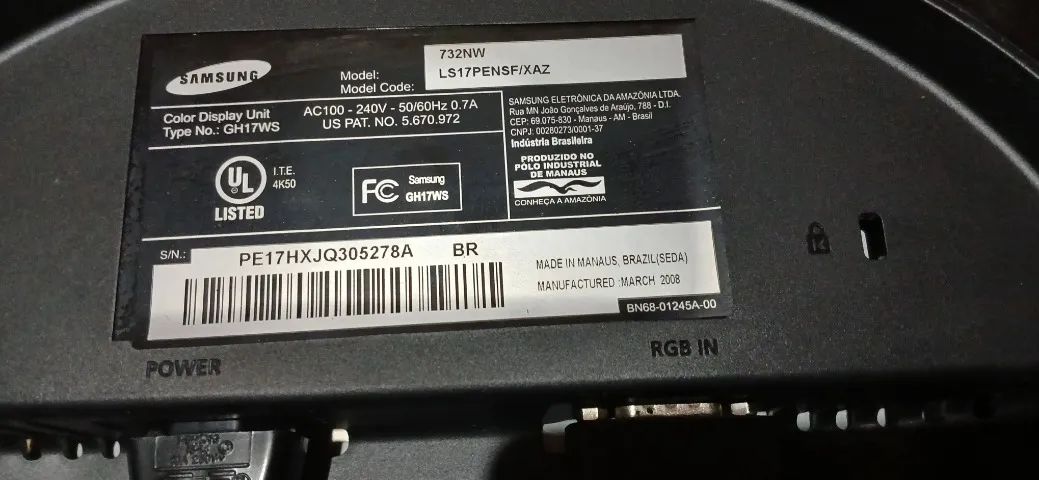 SAMSUNG
Model: 732NW
Model Code: LS17PENSF/XAZ
Color Display Unit
Type No.: GH17WS
AC100 - 240V - 50/60Hz 0.7A
US PAT. NO. 5.670.972
SAMSUNG ELETRÔNICA DA AMAZÔNIA LTDA.
Rua MN João Gonçalves de Araújo, 788 - D.I.
CEP: 69.075-830 - Manaus - AM - Brasil
CNPJ: 00280273/0001-37
Indústria Brasileira
PRODUZIDO NO
PÓLO INDUSTRIAL
DE MANAUS
CONHEÇA A AMAZÔNIA
UL
LISTED
I.T.E.
4K50
FC Samsung
GH17WS
S/N.: PE17HXJQ305278A BR
MADE IN MANAUS, BRAZIL(SEDA)
MANUFACTURED :MARCH 2008
BN68-01245A-00
POWER
RGB IN